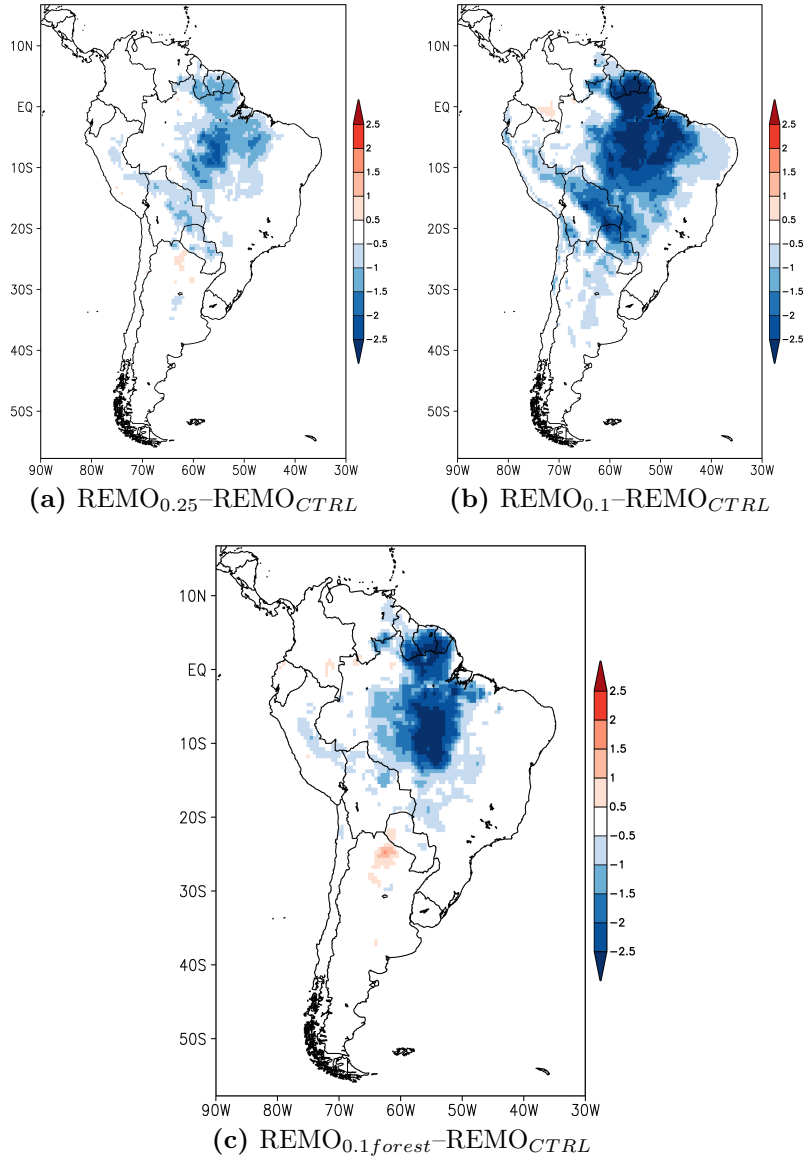 10N
EQ
10S
20S
30S
40S
50S
90W 80W 70W 60W 50W 40W 30W
2.5
2
1.5
1
0.5
−0.5
−1
−1.5
−2
−2.5
(a) REMO0.25–REMOCTRL
10N
EQ
10S
20S
30S
40S
50S
90W 80W 70W 60W 50W 40W 30W
2.5
2
1.5
1
0.5
−0.5
−1
−1.5
−2
−2.5
(b) REMO0.1–REMOCTRL
10N
EQ
10S
20S
30S
40S
50S
90W 80W 70W 60W 50W 40W 30W
2.5
2
1.5
1
0.5
−0.5
−1
−1.5
−2
−2.5
(c) REMO0.1forest–REMOCTRL